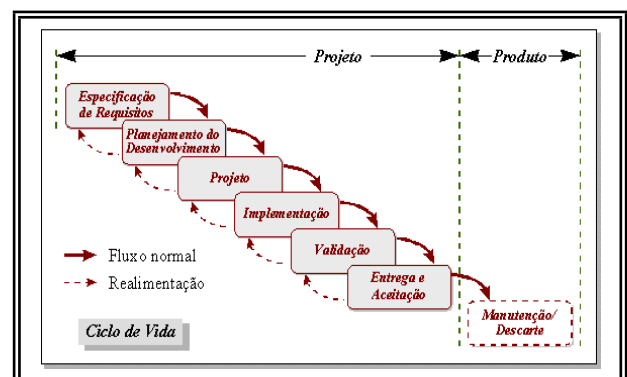 Projeto
Produto
Especificação
de Requisitos
Planejamento do
Desenvolvimento
Projeto
Implementação
Validação
Entrega e
Aceitação
Manutenção/
Descarte
Fluxo normal
Realimentação
Ciclo de Vida